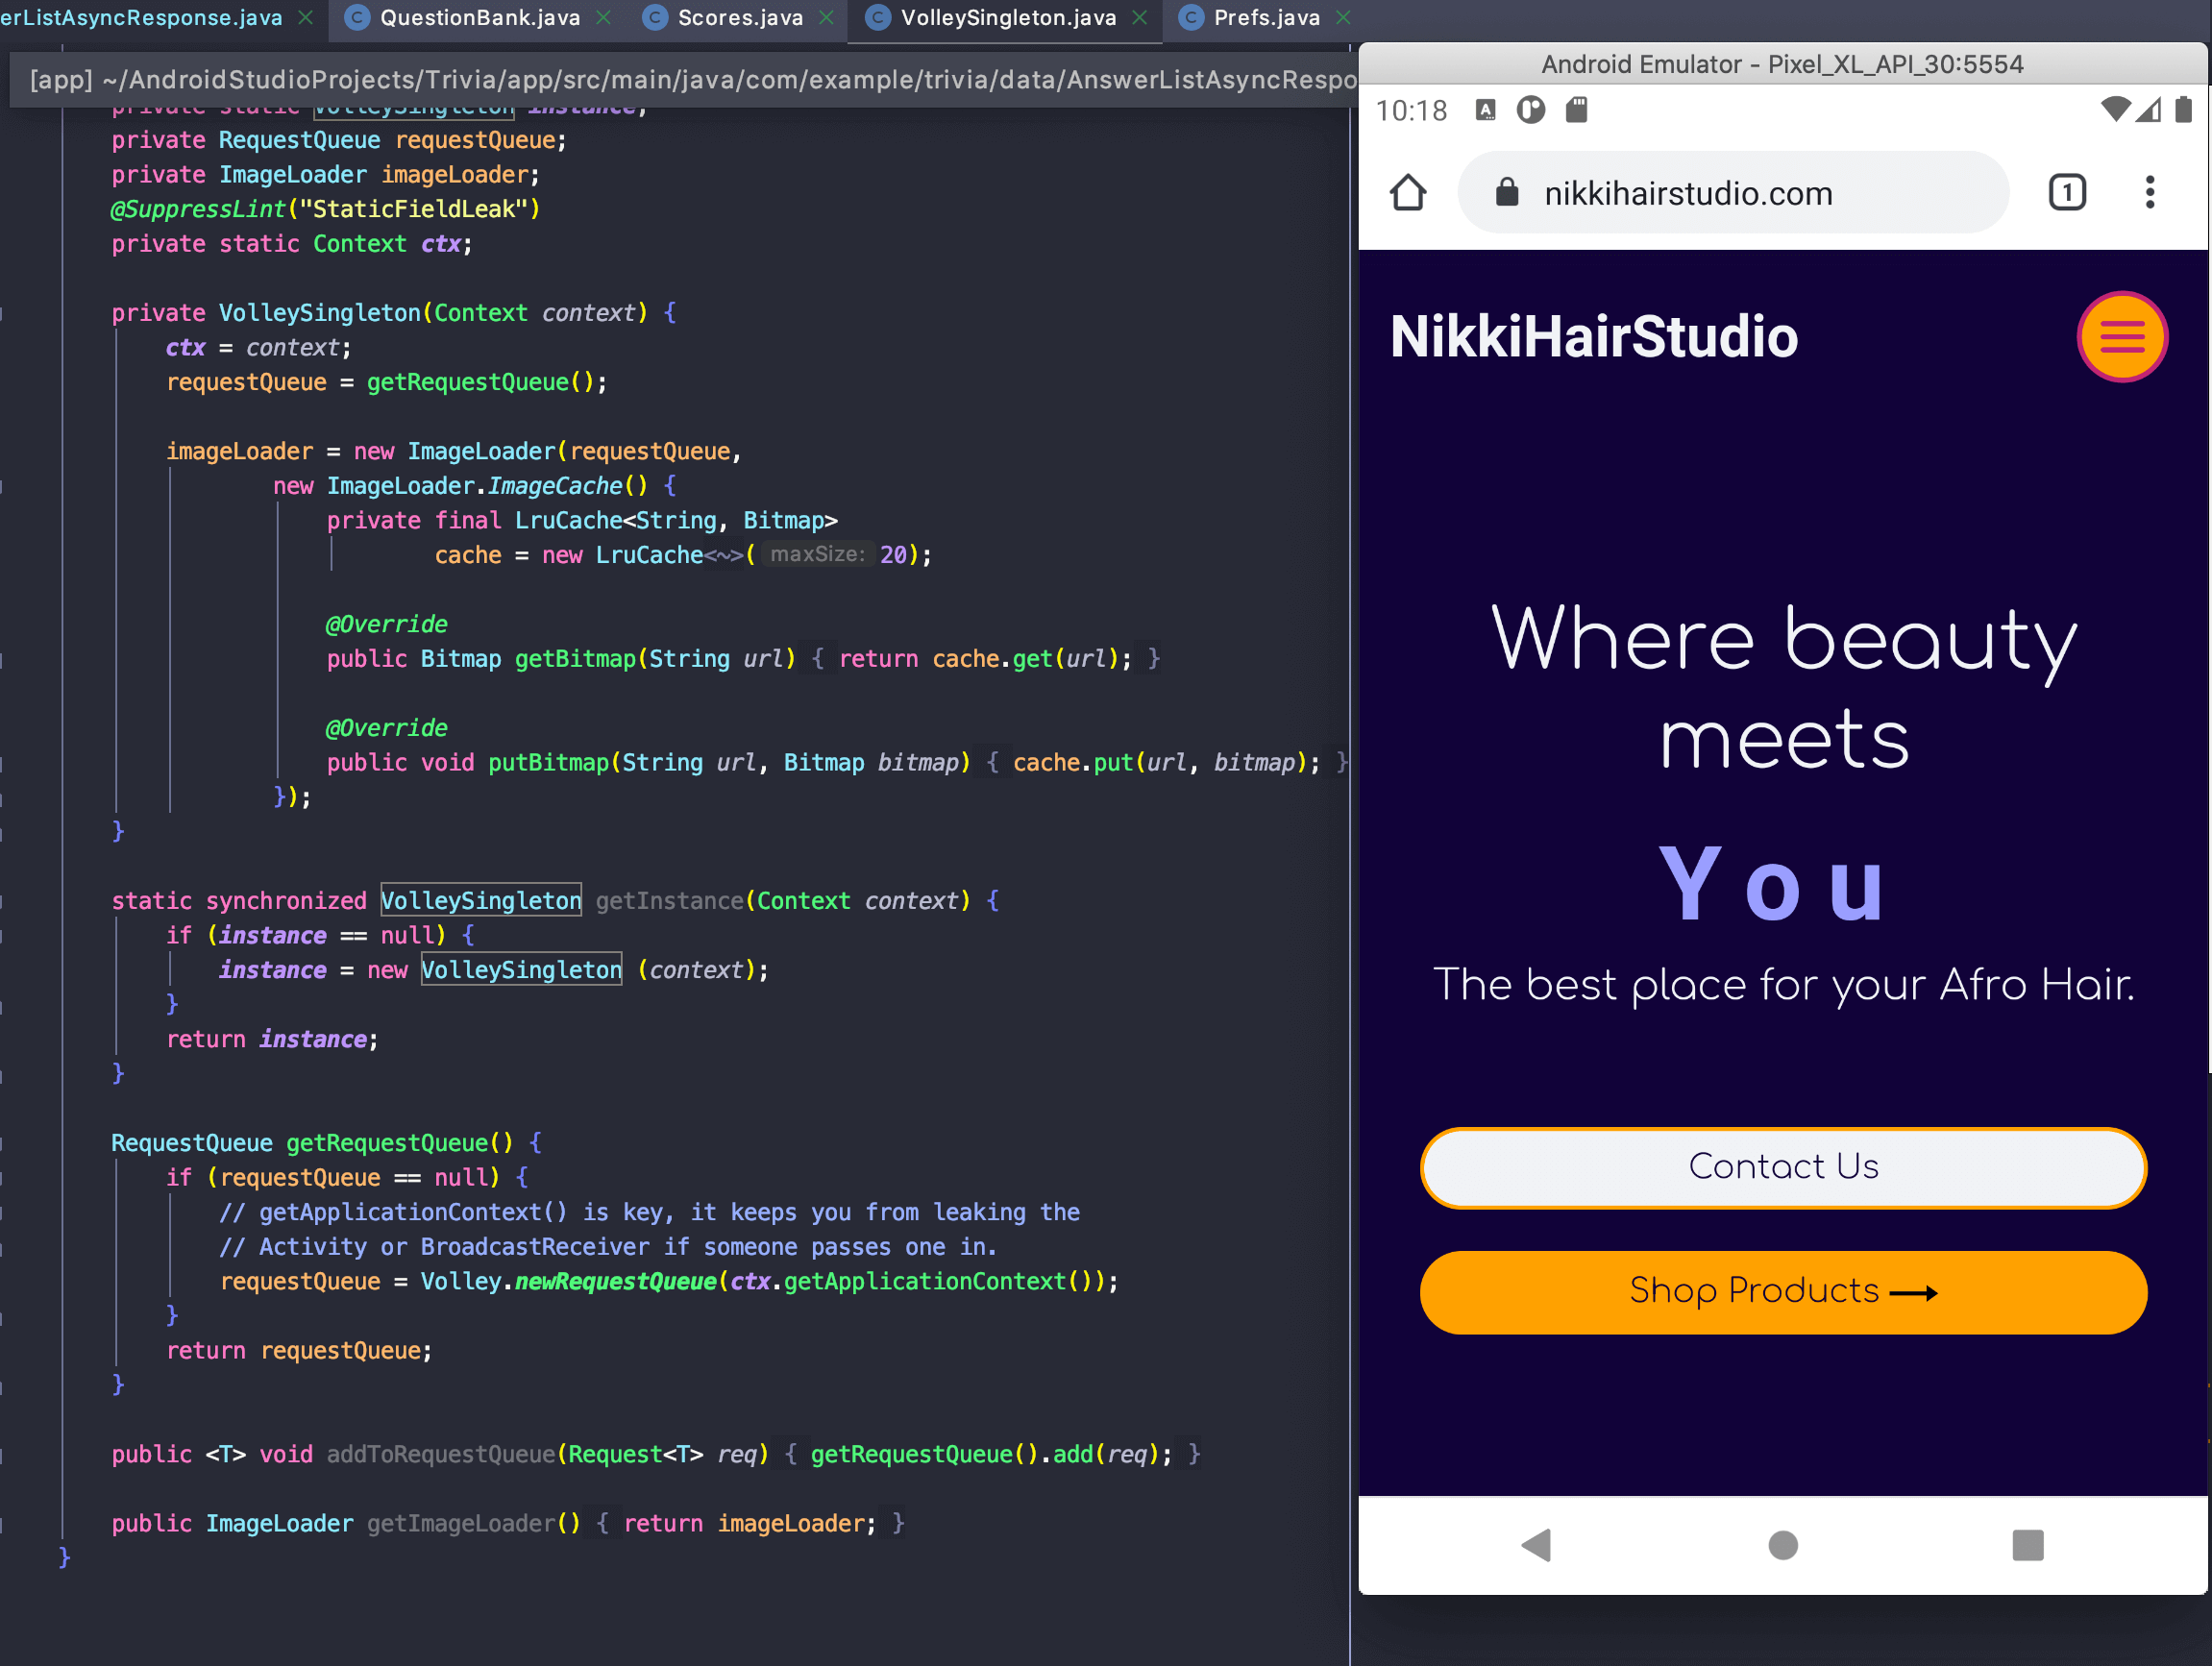 erListAsyncResponse.java
QuestionBank.java
Scores.java
VolleySingleton.java
Prefs.java
[app] ~/AndroidStudioProjects/Trivia/app/src/main/java/com/example/trivia/data/AnswerListAsyncRespo
private static VolleySingleton instance;
private RequestQueue requestQueue;
private ImageLoader imageLoader;
@SuppressLint("StaticFieldLeak")
private static Context ctx;
private VolleySingleton(Context context) {
ctx = context;
requestQueue = getRequestQueue();
imageLoader = new ImageLoader(requestQueue,
new ImageLoader.ImageCache() {
private final LruCache<String, Bitmap>
cache = new LruCache<~>( maxSize: 20);
@Override
public Bitmap getBitmap(String url) { return cache.get(url); }
@Override
public void putBitmap(String url, Bitmap bitmap) { cache.put(url, bitmap); }
});
}
static synchronized VolleySingleton getInstance(Context context) {
if (instance == null) {
instance = new VolleySingleton (context);
}
return instance;
}
RequestQueue getRequestQueue() {
if (requestQueue == null) {
// getApplicationContext() is key, it keeps you from leaking the
// Activity or BroadcastReceiver if someone passes one in.
requestQueue = Volley.newRequestQueue(ctx.getApplicationContext());
}
return requestQueue;
}
public <T> void addToRequestQueue(Request<T> req) { getRequestQueue().add(req); }
public ImageLoader getImageLoader() { return imageLoader; }
}
Android Emulator - Pixel_XL_API_30:5554
10:18
nikkihairstudio.com
1
NikkiHairStudio
Where beauty
meets
You
The best place for your Afro Hair.
Contact Us
Shop Products →